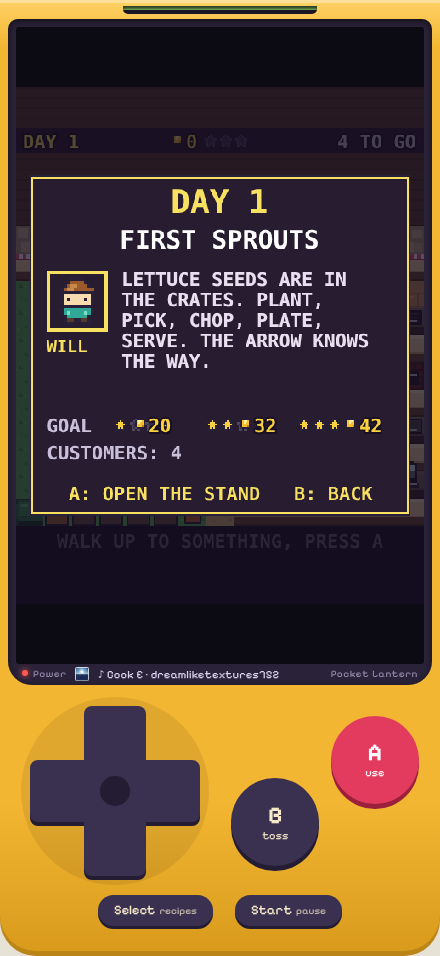 DAY 1
0
4 TO GO
DAY 1
FIRST SPROUTS
LETTUCE SEEDS ARE IN
THE CRATES. PLANT,
PICK, CHOP, PLATE,
SERVE. THE ARROW KNOWS
THE WAY.
WILL
GOAL 20 32 42
CUSTOMERS: 4
A: OPEN THE STAND B: BACK
WALK UP TO SOMETHING, PRESS A
Power ♪ Cook E · dreamliketextures792 Pocket Lantern
A
use
B
toss
Select recipes Start pause